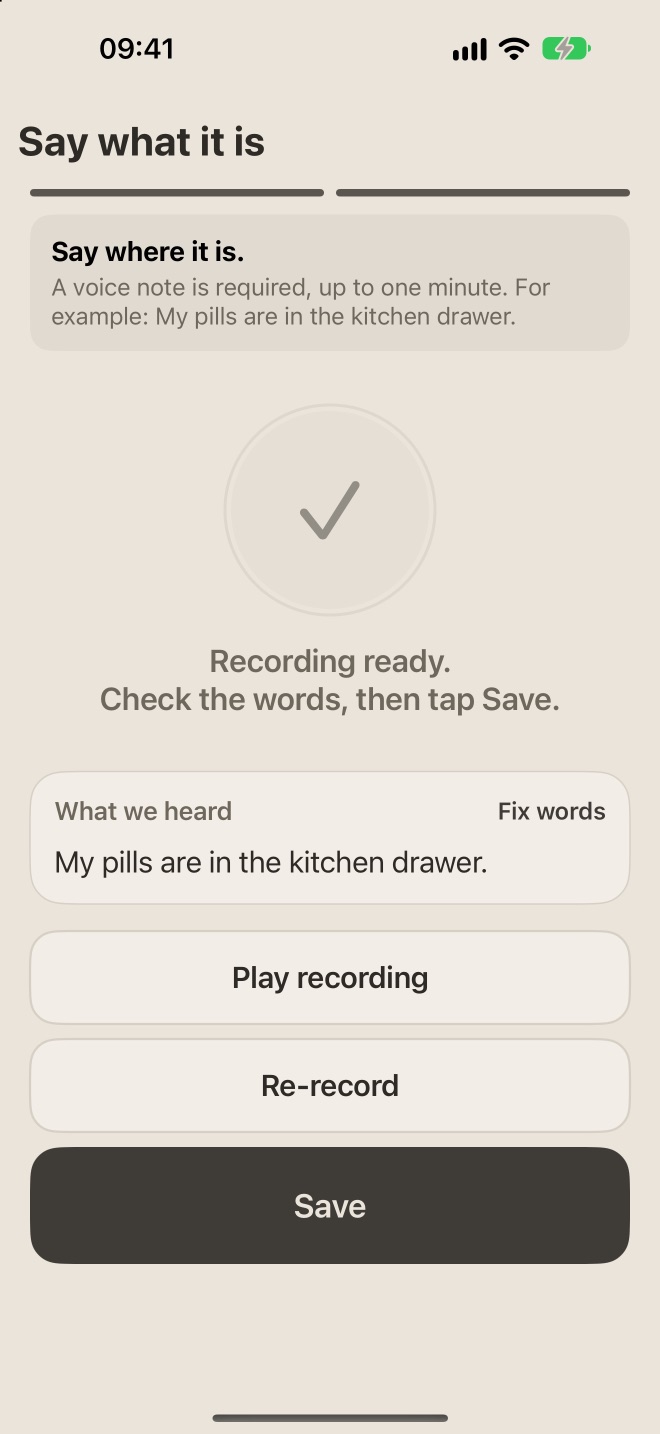 09:41
Say what it is
Say where it is.
A voice note is required, up to one minute. For
example: My pills are in the kitchen drawer.
Recording ready.
Check the words, then tap Save.
What we heard
Fix words
My pills are in the kitchen drawer.
Play recording
Re-record
Save